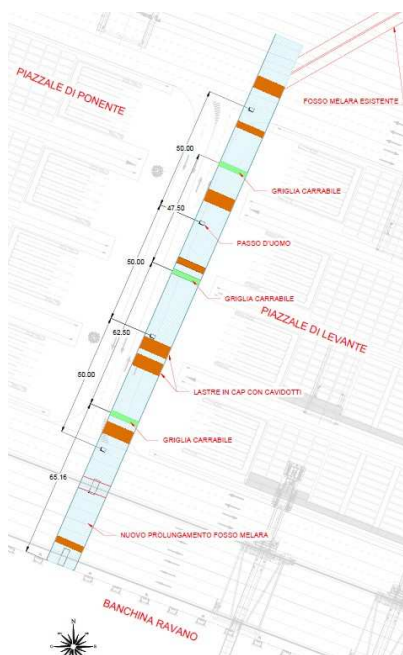 PIAZZALE DI PONENTE
FOSSO MELARA ESISTENTE
50.00
GRIGLIA CARRABILE
47.50
PASSO D'UOMO
50.00
GRIGLIA CARRABILE
PIAZZALE DI LEVANTE
62.50
50.00
LASTRE IN CAP CON CAVIDOTTI
GRIGLIA CARRABILE
65.16
NUOVO PROLUNGAMENTO FOSSO MELARA
BANCHINA RAVANO
N